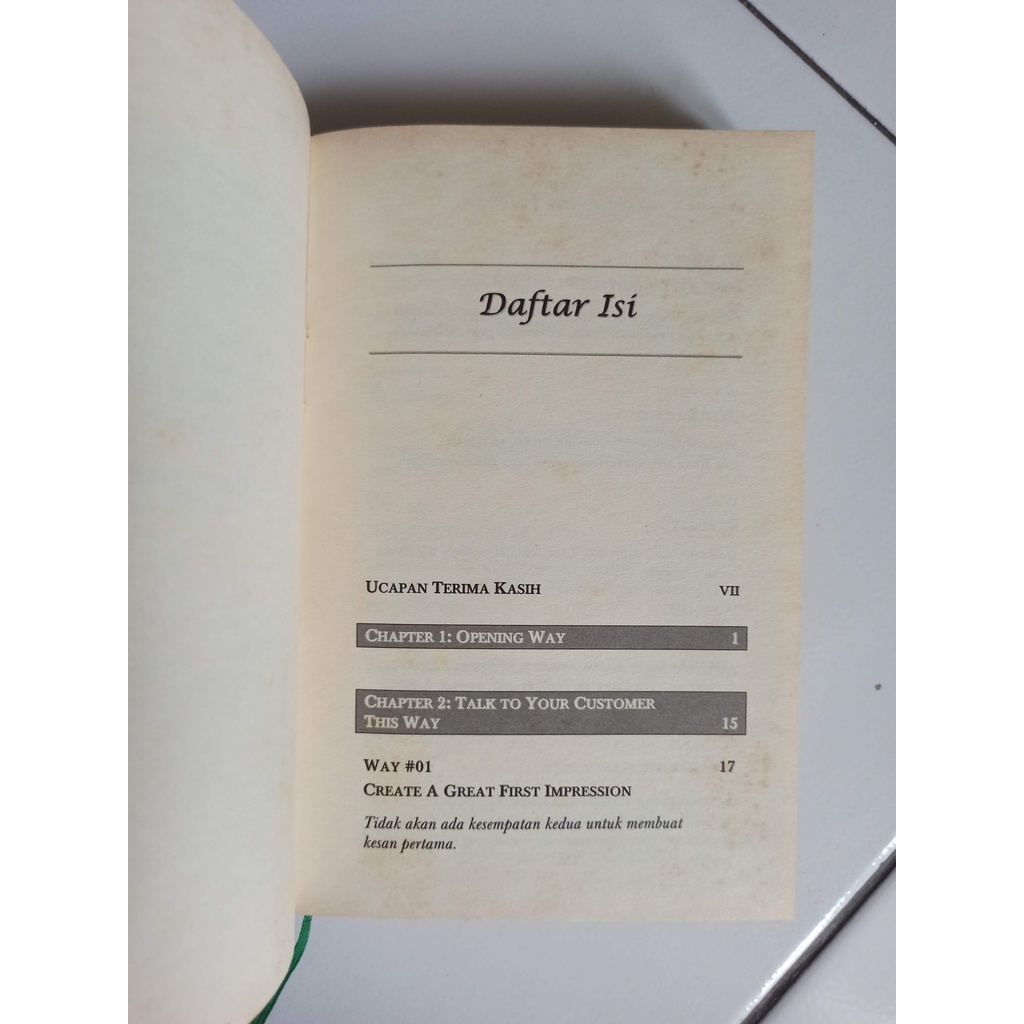 Daftar Isi
UCAPAN TERIMA KASIH VII
CHAPTER 1: OPENING WAY 1
CHAPTER 2: TALK TO YOUR CUSTOMER
THIS WAY 15
WAY #01 17
CREATE A GREAT FIRST IMPRESSION
Tidak akan ada kesempatan kedua untuk membuat
kesan pertama.